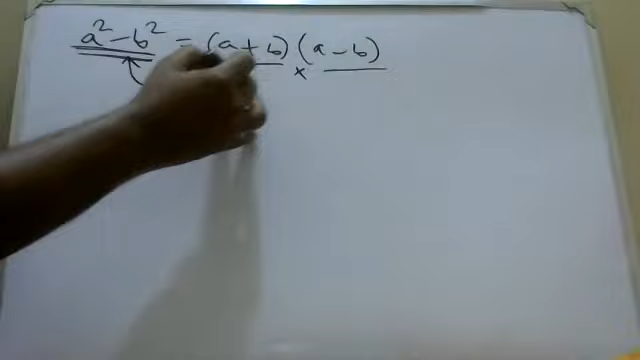 a² - b² = (a + b) (a - b)
×